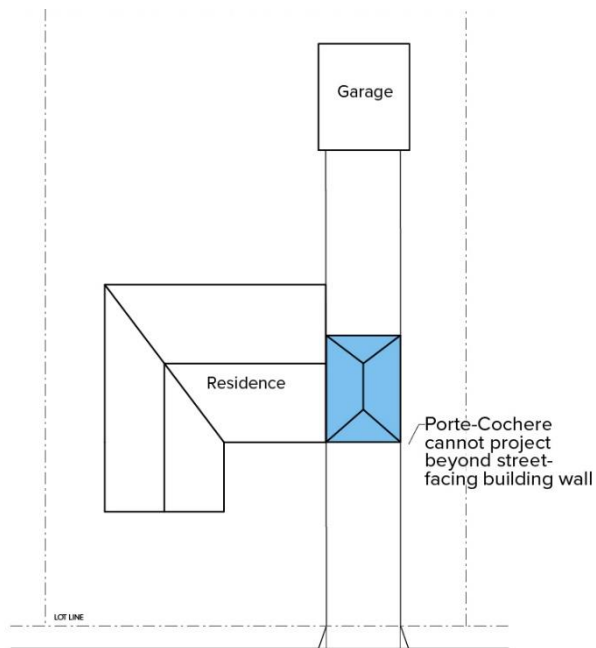 Garage
Residence
Porte-Cochere
cannot project
beyond street-
facing building wall
LOT LINE